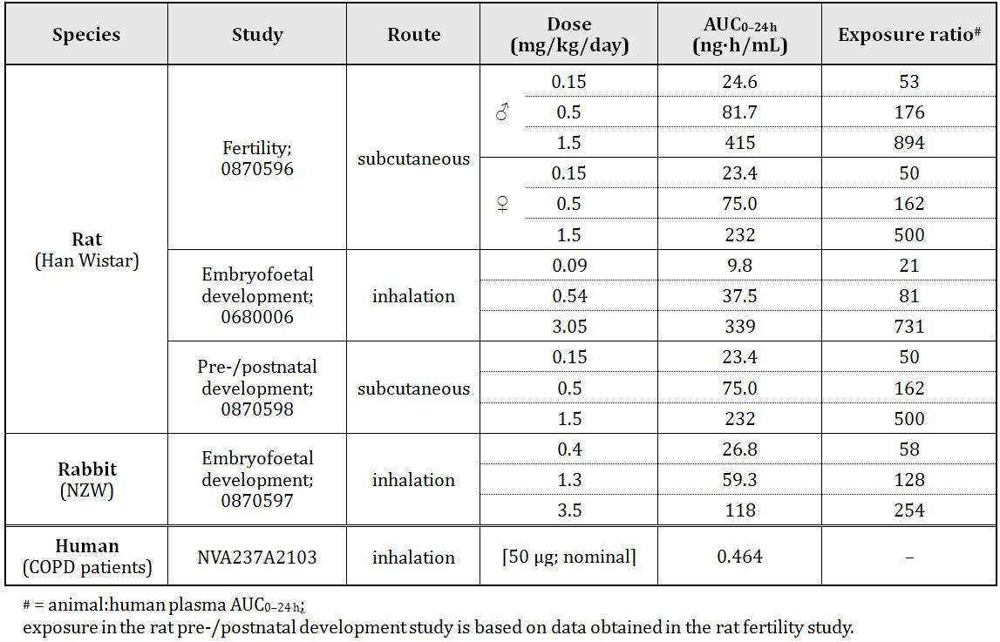 Species Study Route Dose (mg/kg/day) AUC₀₋₂₄ₕ (ng·h/mL) Exposure ratio#
Rat (Han Wistar) Fertility; 0870596 subcutaneous ♂ 0.15 24.6 53
0.5 81.7 176
1.5 415 894
♀ 0.15 23.4 50
0.5 75.0 162
1.5 232 500
Embryofoetal development; 0680006 inhalation 0.09 9.8 21
0.54 37.5 81
3.05 339 731
Pre-/postnatal development; 0870598 subcutaneous 0.15 23.4 50
0.5 75.0 162
1.5 232 500
Rabbit (NZW) Embryofoetal development; 0870597 inhalation 0.4 26.8 58
1.3 59.3 128
3.5 118 254
Human (COPD patients) NVA237A2103 inhalation [50 µg; nominal] 0.464 –
# = animal:human plasma AUC₀₋₂₄ₕ;
exposure in the rat pre-/postnatal development study is based on data obtained in the rat fertility study.